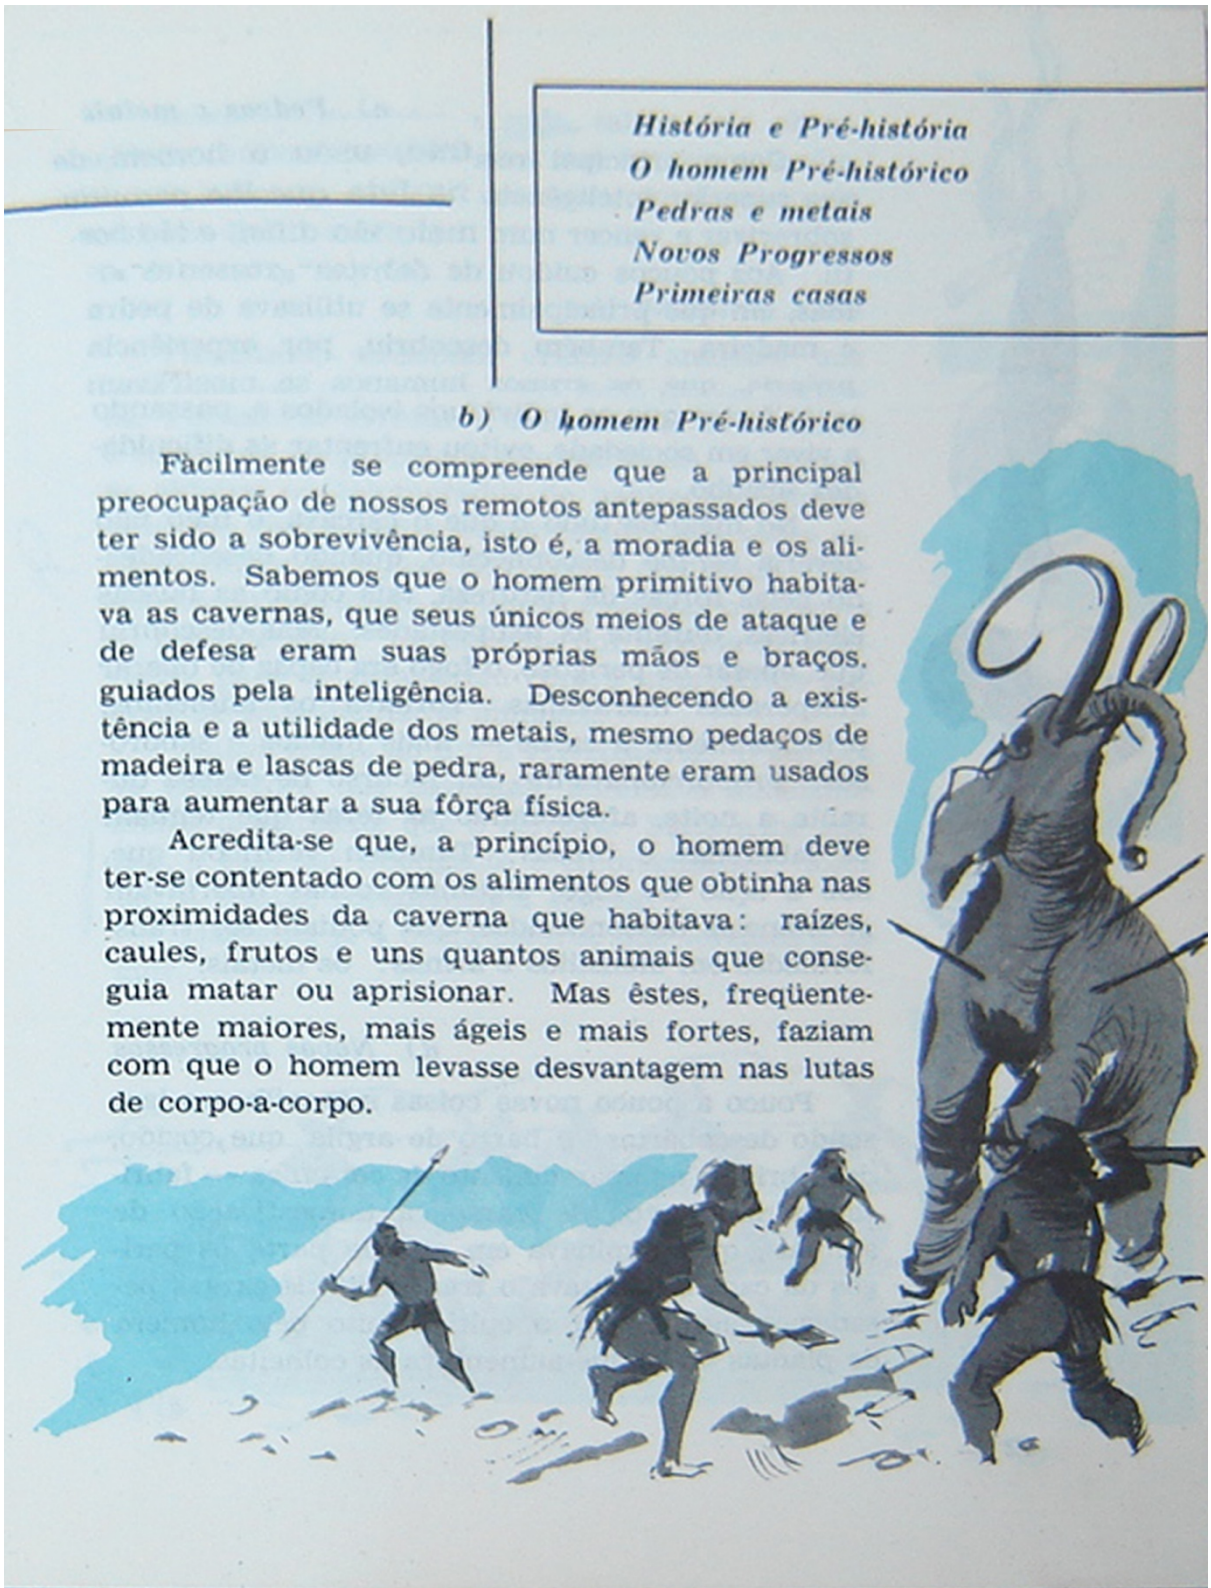 História e Pré-história
O homem Pré-histórico
Pedras e metais
Novos Progressos
Primeiras casas
b) O homem Pré-histórico
Fàcilmente se compreende que a principal
preocupação de nossos remotos antepassados deve
ter sido a sobrevivência, isto é, a moradia e os ali-
mentos. Sabemos que o homem primitivo habita-
va as cavernas, que seus únicos meios de ataque e
de defesa eram suas próprias mãos e braços.
guiados pela inteligência. Desconhecendo a exis-
tência e a utilidade dos metais, mesmo pedaços de
madeira e lascas de pedra, raramente eram usados
para aumentar a sua fôrça física.
Acredita-se que, a princípio, o homem deve
ter-se contentado com os alimentos que obtinha nas
proximidades da caverna que habitava: raízes,
caules, frutos e uns quantos animais que conse-
guia matar ou aprisionar. Mas êstes, freqüente-
mente maiores, mais ágeis e mais fortes, faziam
com que o homem levasse desvantagem nas lutas
de corpo-a-corpo.